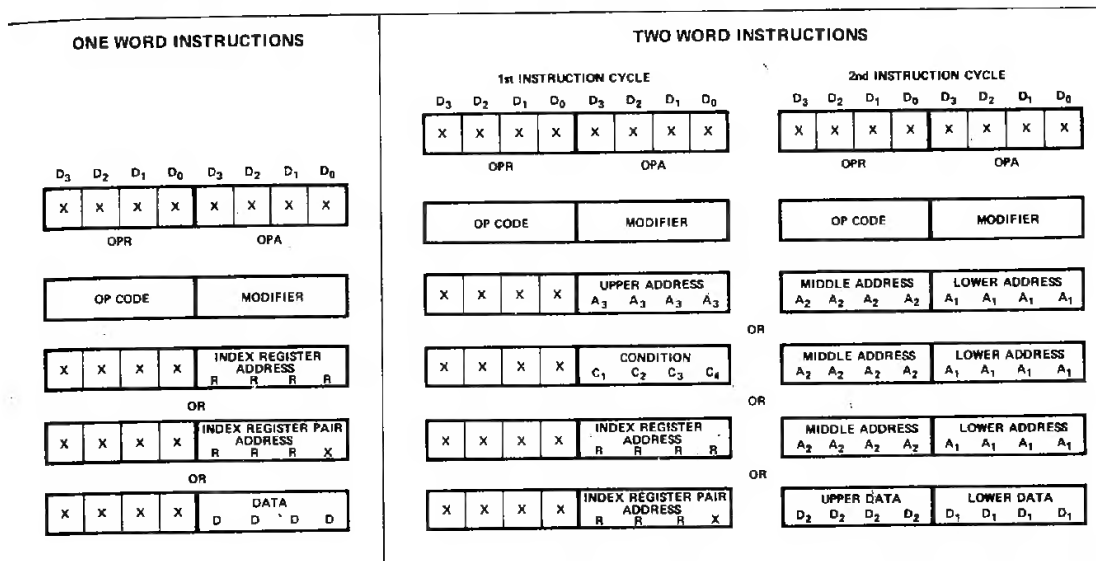 ONE WORD INSTRUCTIONS
D3 D2 D1 D0 D3 D2 D1 D0
X X X X X X X X
OPR OPA
OP CODE MODIFIER
X X X X INDEX REGISTER
ADDRESS
R R R R
OR
X X X X INDEX REGISTER PAIR
ADDRESS
R R R X
OR
X X X X DATA
D D D D
TWO WORD INSTRUCTIONS
1st INSTRUCTION CYCLE 2nd INSTRUCTION CYCLE
D3 D2 D1 D0 D3 D2 D1 D0 D3 D2 D1 D0 D3 D2 D1 D0
X X X X X X X X X X X X X X X X
OPR OPA OPR OPA
OP CODE MODIFIER OP CODE MODIFIER
X X X X UPPER ADDRESS MIDDLE ADDRESS LOWER ADDRESS
A3 A3 A3 A3 A2 A2 A2 A2 A1 A1 A1 A1
OR
X X X X CONDITION MIDDLE ADDRESS LOWER ADDRESS
C1 C2 C3 C4 A2 A2 A2 A2 A1 A1 A1 A1
OR
X X X X INDEX REGISTER MIDDLE ADDRESS LOWER ADDRESS
ADDRESS
R R R R A2 A2 A2 A2 A1 A1 A1 A1
OR
X X X X INDEX REGISTER PAIR UPPER DATA LOWER DATA
ADDRESS
R R R X D2 D2 D2 D2 D1 D1 D1 D1